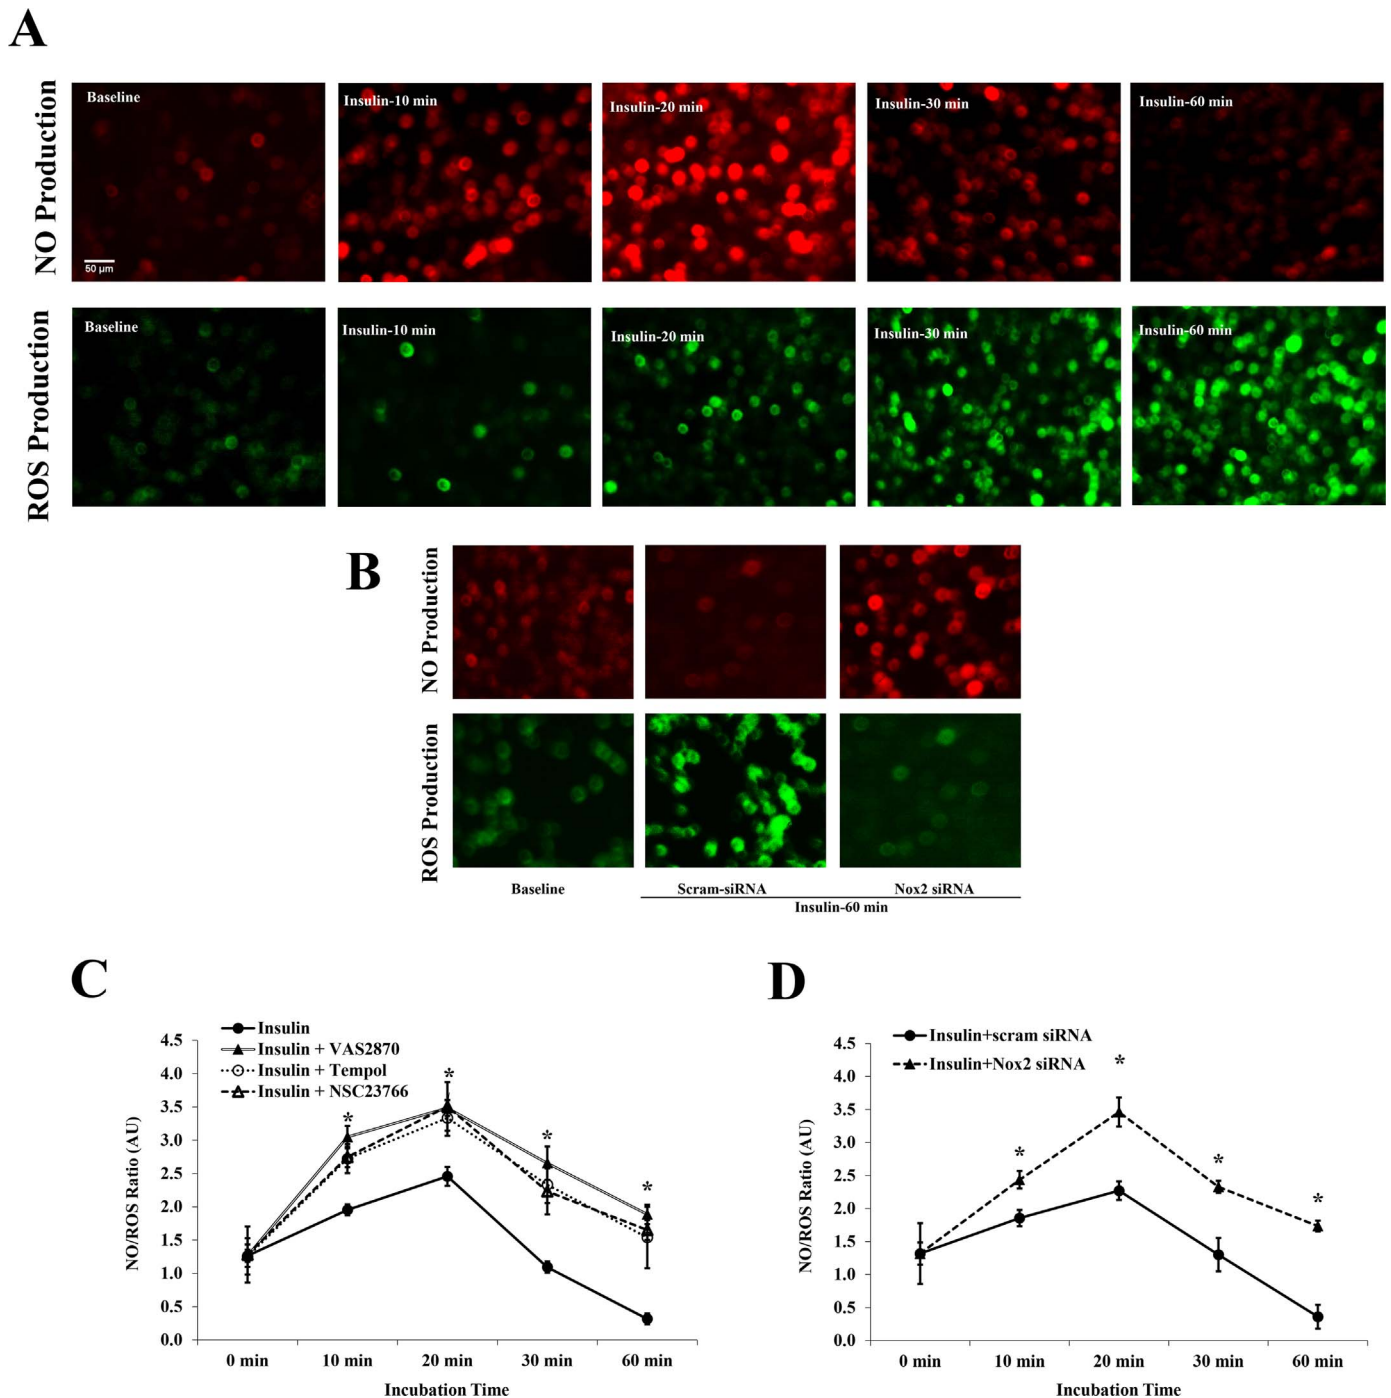 A
NO Production
Baseline
Insulin-10 min
Insulin-20 min
Insulin-30 min
Insulin-60 min
50 µm
ROS Production
Baseline
Insulin-10 min
Insulin-20 min
Insulin-30 min
Insulin-60 min
B
NO Production
ROS Production
Baseline
Scram-siRNA
Nox2 siRNA
Insulin-60 min
C
Insulin
Insulin + VAS2870
Insulin + Tempol
Insulin + NSC23766
NO/ROS Ratio (AU)
4.5
4.0
3.5
3.0
2.5
2.0
1.5
1.0
0.5
0.0
*
*
*
*
0 min
10 min
20 min
30 min
60 min
Incubation Time
D
Insulin+scram siRNA
Insulin+Nox2 siRNA
NO/ROS Ratio (AU)
4.5
4.0
3.5
3.0
2.5
2.0
1.5
1.0
0.5
0.0
*
*
*
*
0 min
10 min
20 min
30 min
60 min
Incubation Time